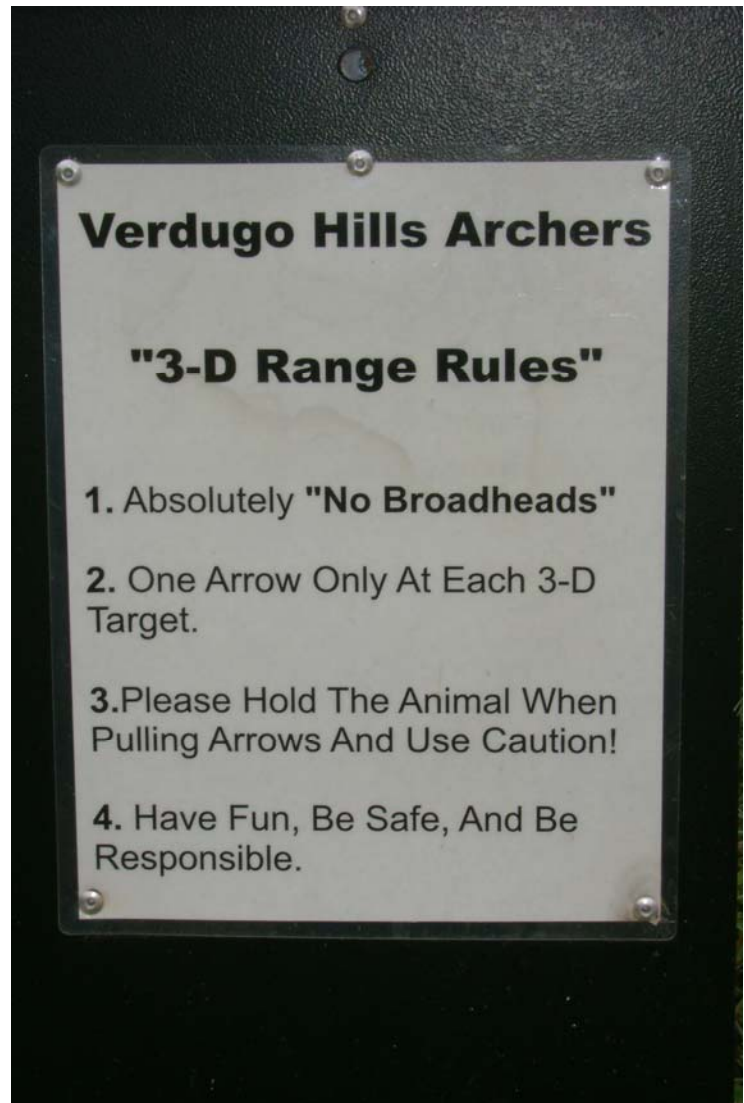 Verdugo Hills Archers
"3-D Range Rules"
1. Absolutely "No Broadheads"
2. One Arrow Only At Each 3-D
Target.
3.Please Hold The Animal When
Pulling Arrows And Use Caution!
4. Have Fun, Be Safe, And Be
Responsible.